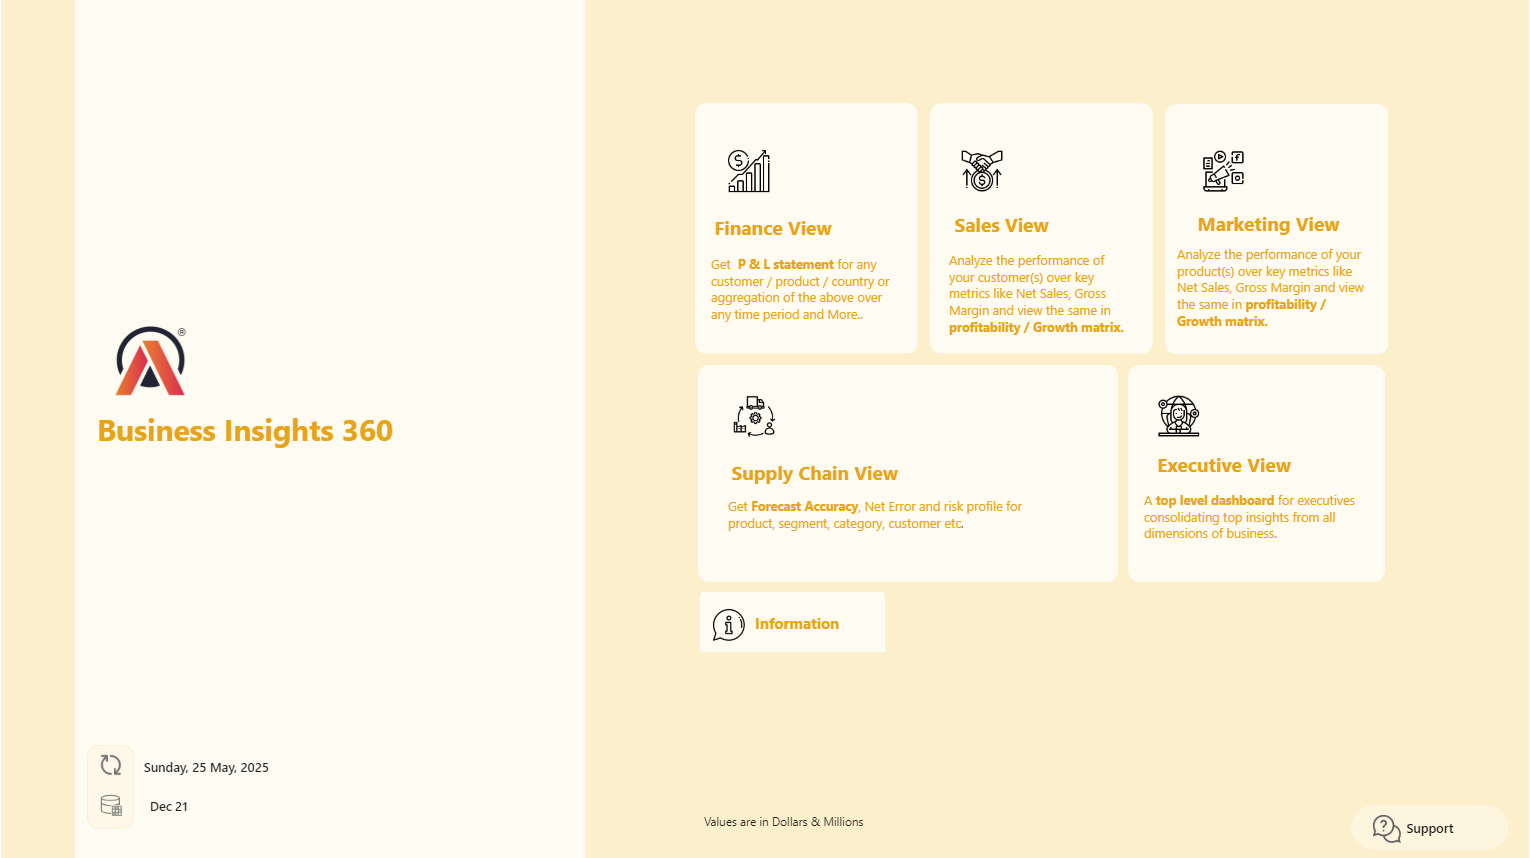 Finance View
Get P & L statement for any
customer / product / country or
aggregation of the above over
any time period and More..
Sales View
Analyze the performance of
your customer(s) over key
metrics like Net Sales, Gross
Margin and view the same in
profitability / Growth matrix.
Marketing View
Analyze the performance of your
product(s) over key metrics like
Net Sales, Gross Margin and view
the same in profitability /
Growth matrix.
®
Business Insights 360
Supply Chain View
Get Forecast Accuracy, Net Error and risk profile for
product, segment, category, customer etc.
Executive View
A top level dashboard for executives
consolidating top insights from all
dimensions of business.
Information
Sunday, 25 May, 2025
Dec 21
Values are in Dollars & Millions
Support